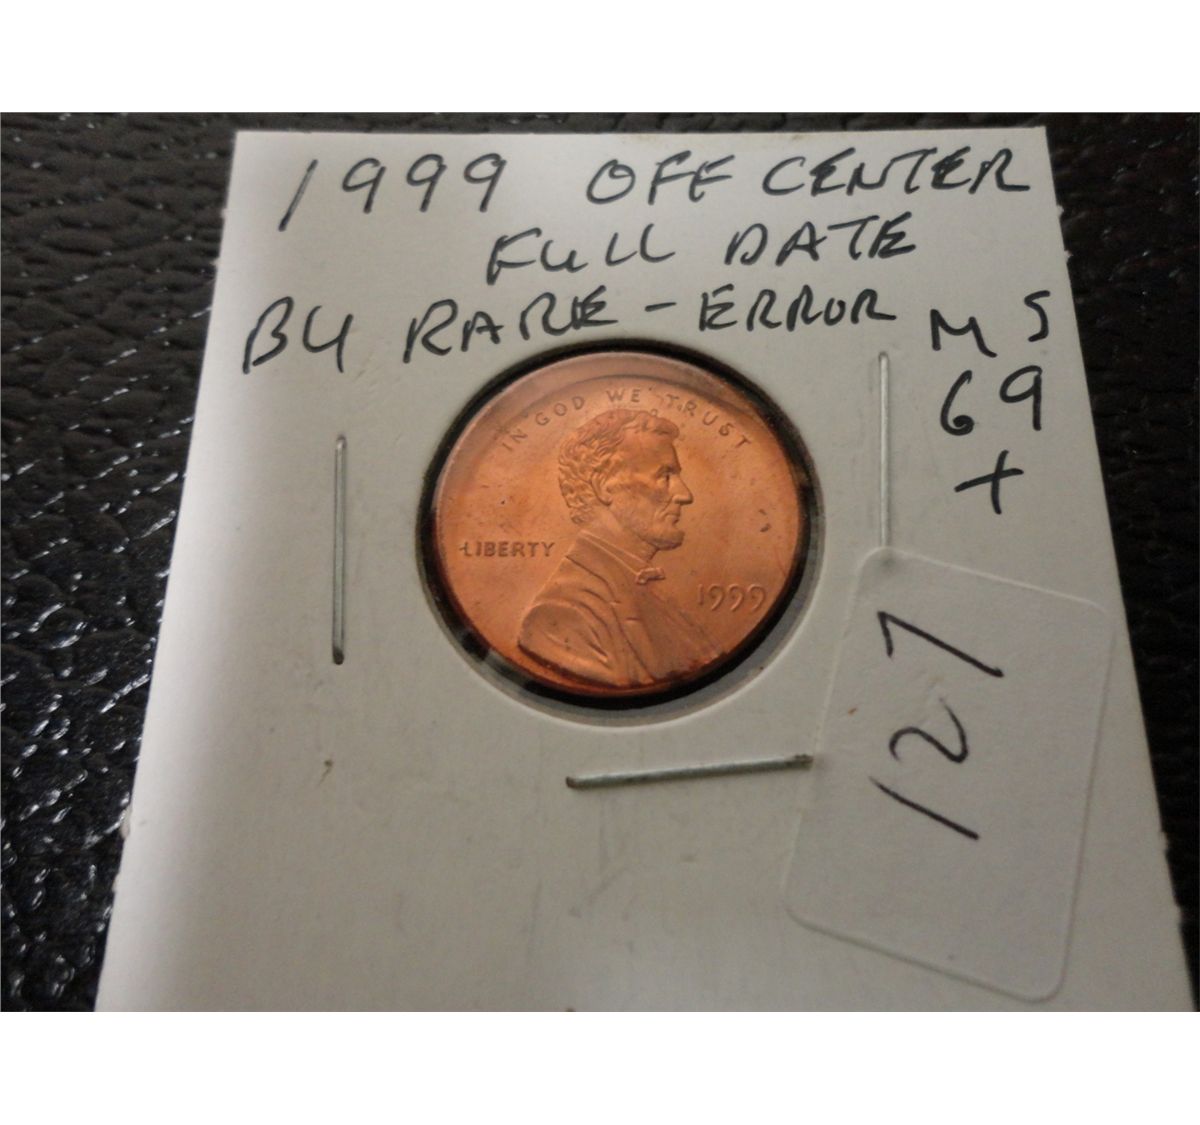 1999 OFF CENTER
FULL DATE
BU RARE - ERROR
MS
69
+
IN GOD WE TRUST
LIBERTY
1999
127